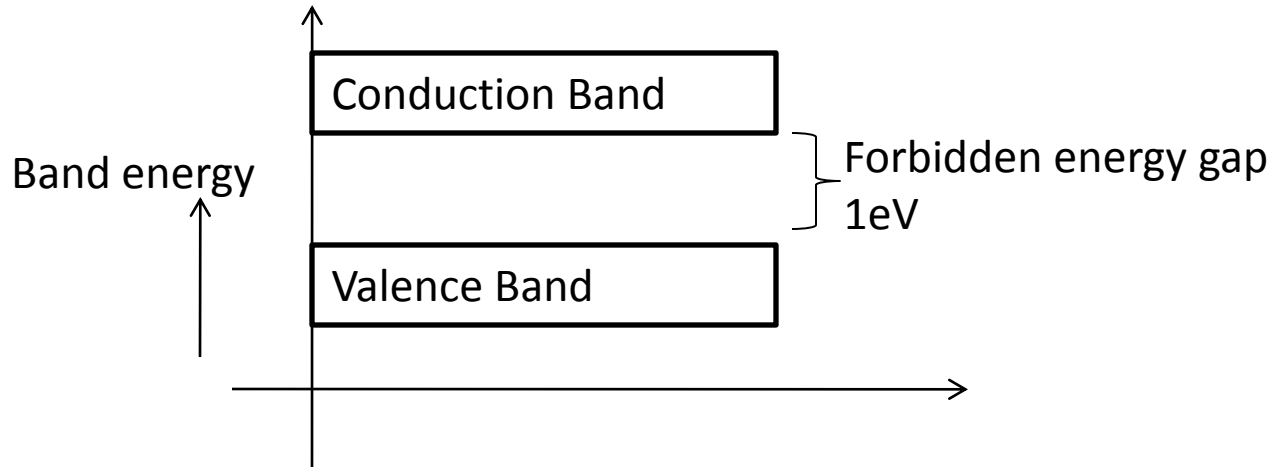 Conduction Band
Band energy
Forbidden energy gap
1eV
Valence Band